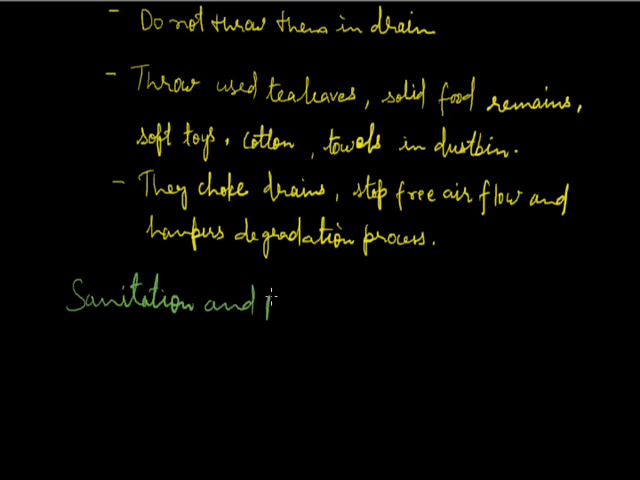 - Do not throw them in drain
- Throw used tealeaves, solid food remains,
soft toys, cotton, towels in dustbin.
- They choke drains, stop free air flow and
hampers degradation process.
Sanitation and